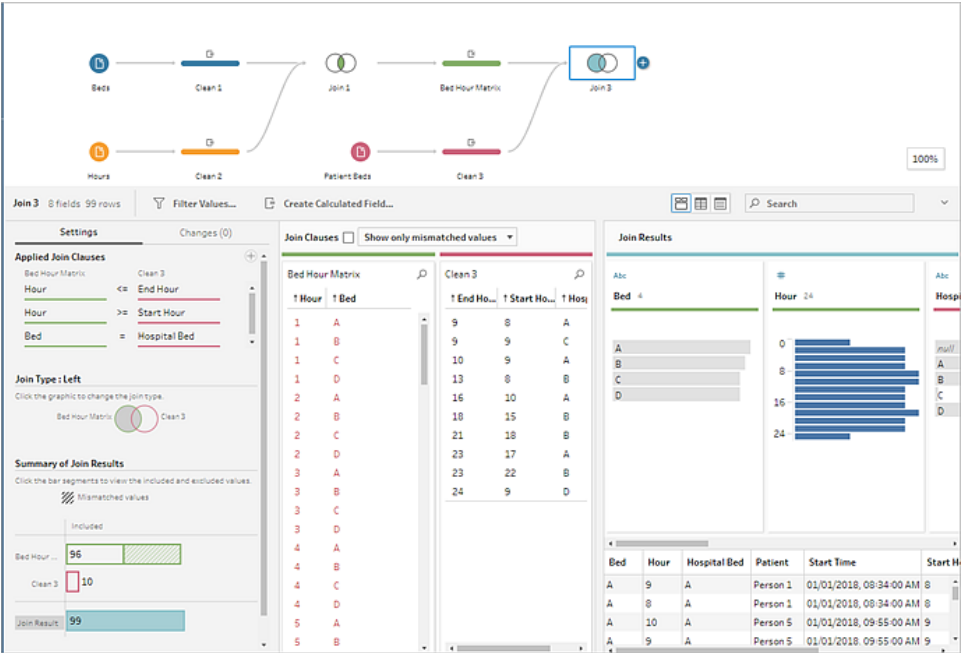 Beds
Clean 1
Join 1
Bed Hour Matrix
Join 3
Hours
Clean 2
Patient Beds
Clean 3
100%
Join 3 8 fields 99 rows
Filter Values...
Create Calculated Field...
Search
Settings
Changes (0)
Applied Join Clauses
Bed Hour Matrix Clean 3
Hour <= End Hour
Hour >= Start Hour
Bed = Hospital Bed
Join Type : Left
Click the graphic to change the join type.
Bed Hour Matrix Clean 3
Summary of Join Results
Click the bar segments to view the included and excluded values.
Mismatched values
Included
Bed Hour ... 96
Clean 3 10
Join Result 99
Join Clauses Show only mismatched values
Bed Hour Matrix
Hour Bed
1 A
1 B
1 C
1 D
2 A
2 B
2 C
2 D
3 A
3 B
3 C
3 D
4 A
4 B
4 C
4 D
5 A
5 B
Clean 3
End Ho... Start Ho... Hosp
9 8 A
9 9 C
10 9 A
13 8 B
16 10 A
18 15 B
21 18 B
23 17 A
23 22 B
24 9 D
Join Results
Abc
Bed 4
A
B
C
D
Hour 24
0
8
16
24
Abc
Hospi
null
A
B
C
D
Bed Hour Hospital Bed Patient Start Time Start H
A 9 A Person 1 01/01/2018, 08:34:00 AM 8
A 8 A Person 1 01/01/2018, 08:34:00 AM 8
A 10 A Person 5 01/01/2018, 09:55:00 AM 9
A 9 A Person 5 01/01/2018, 09:55:00 AM 9